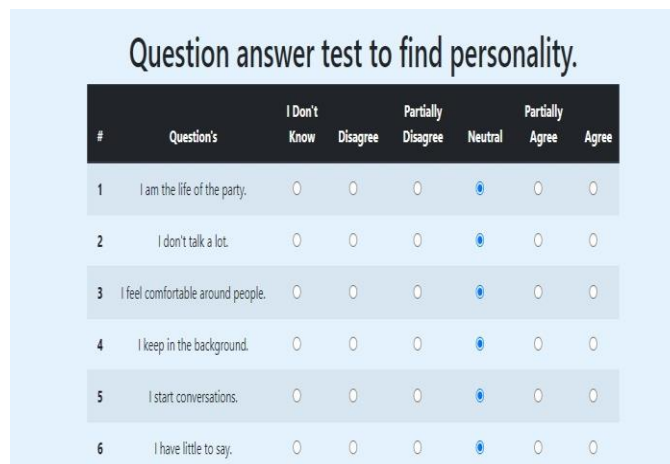 Question answer test to find personality.
# Question's I Don't Know Disagree Partially Disagree Neutral Partially Agree Agree
1 I am the life of the party.
2 I don't talk a lot.
3 I feel comfortable around people.
4 I keep in the background.
5 I start conversations.
6 I have little to say.